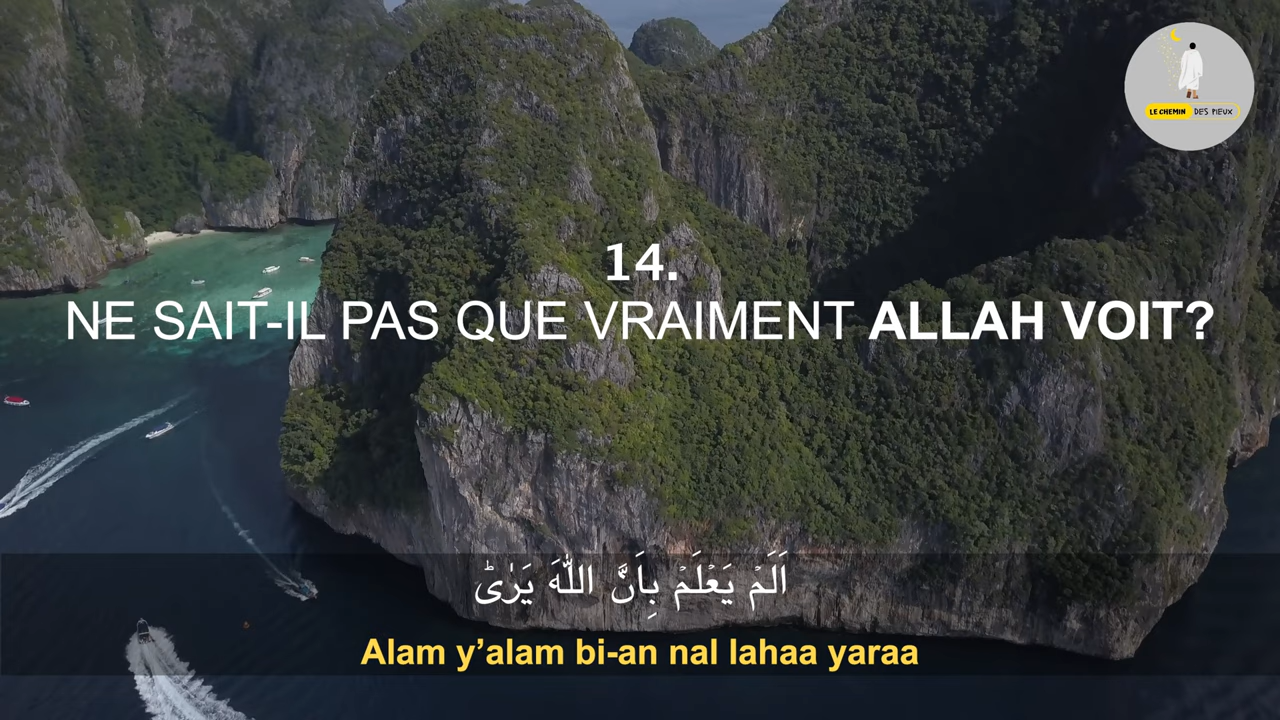 LE CHEMIN DES PIEUX
14.
NE SAIT-IL PAS QUE VRAIMENT ALLAH VOIT?
اَلَمۡ يَعۡلَمۡ بِاَنَّ اللّٰهَ يَرٰىؕ
Alam y’alam bi-an nal lahaa yaraa